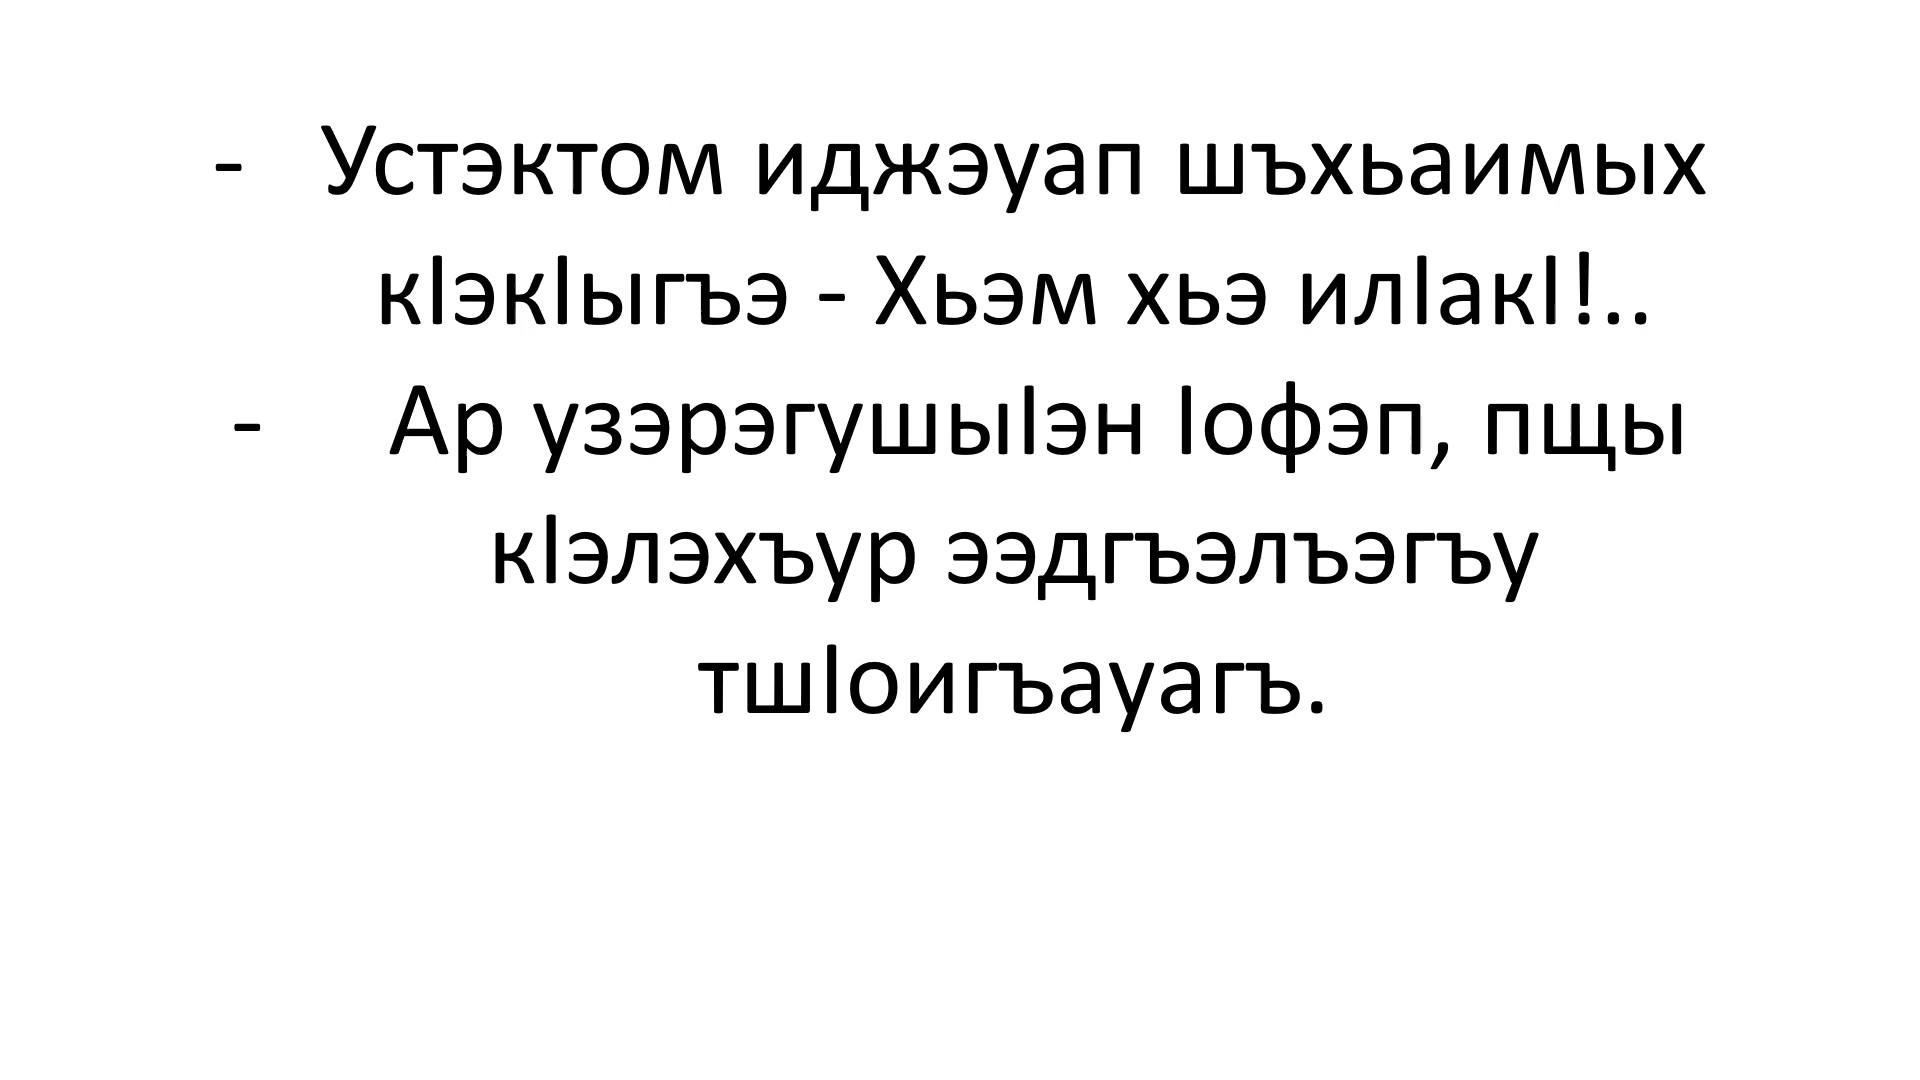 - Устэктом иджэуап шъхьаимых
кӀэкӀыгъэ - Хьэм хьэ илӀакӀ!..
- Ар узэрэгушыӀэн Ӏофэп, пщы
кӀэлэхъур ээдгъэлъэгъу
тшӀоигъауагъ.